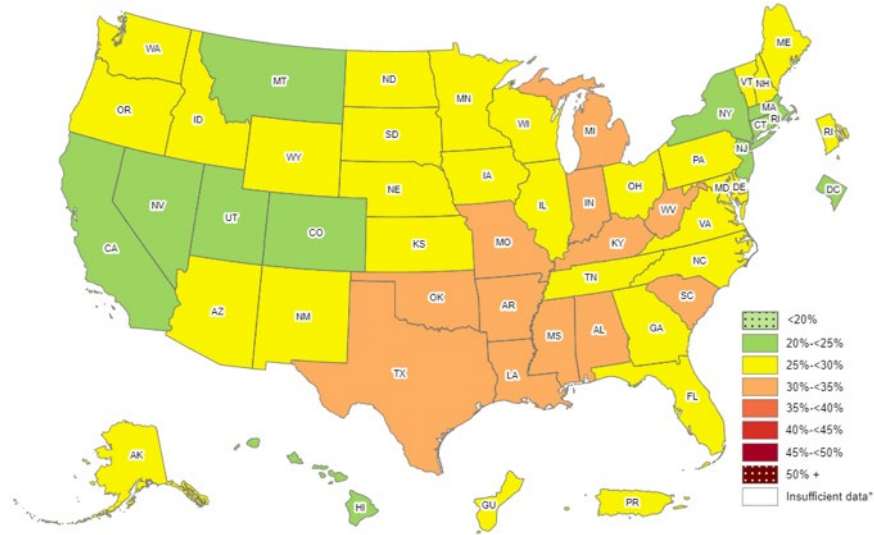 WA
MT
ND
MN
ME
VT
NH
OR
ID
WI
NY
MA
SD
MI
CT
RI
RI
WY
NJ
PA
IA
NE
OH
MD
DE
DC
NV
UT
IL
IN
WV
CO
VA
CA
KS
MO
KY
NC
TN
OK
AR
SC
AZ
NM
MS
AL
GA
TX
LA
FL
AK
HI
GU
PR
<20%
20%-<25%
25%-<30%
30%-<35%
35%-<40%
40%-<45%
45%-<50%
50% +
Insufficient data*